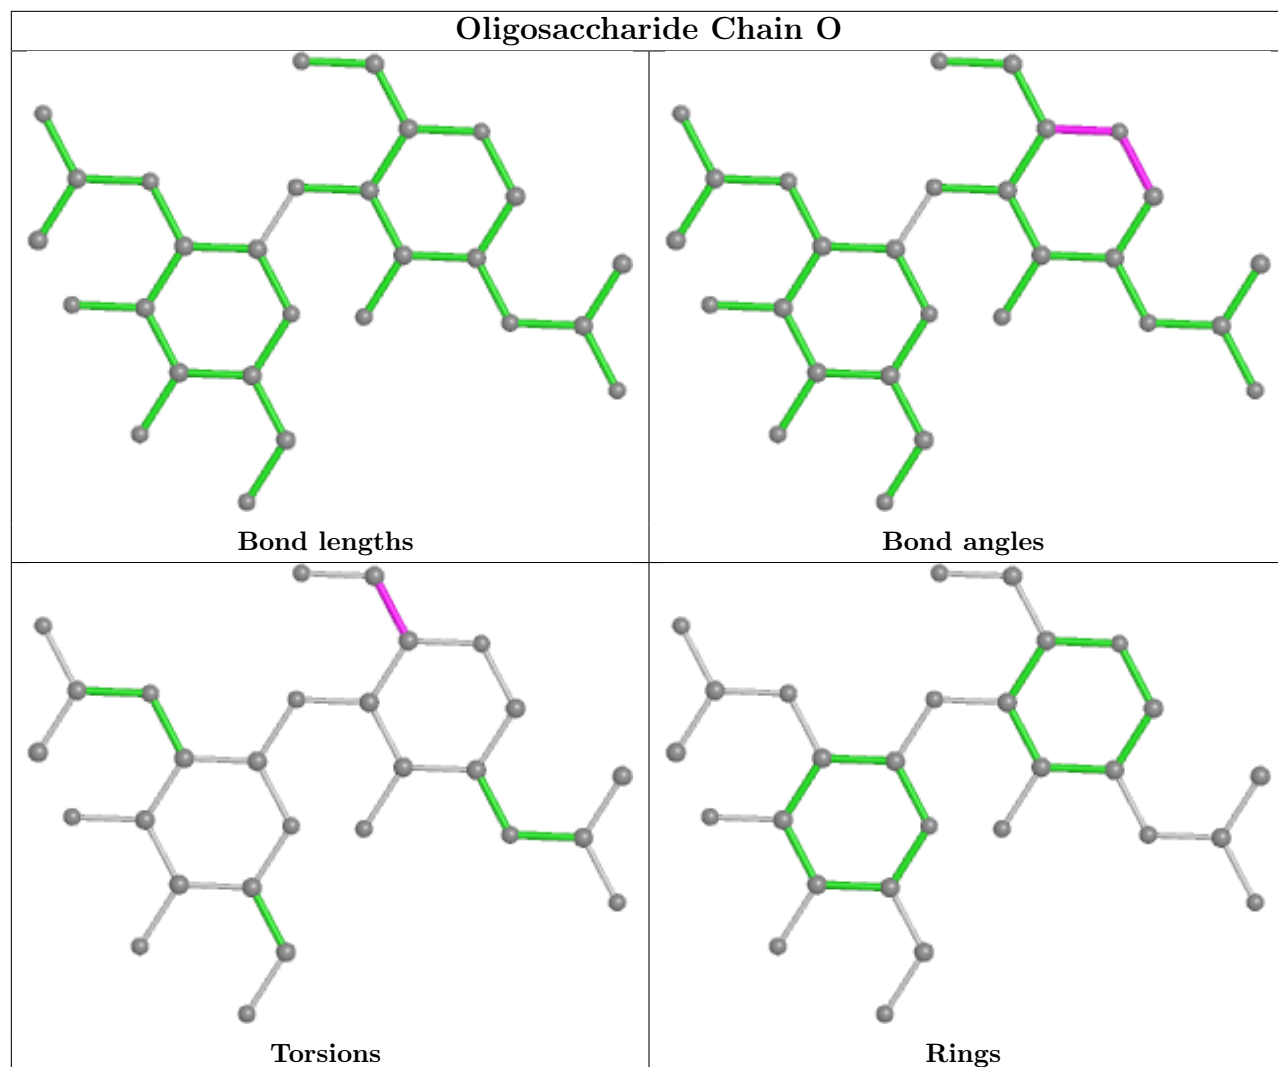 Oligosaccharide Chain O
Bond lengths
Bond angles
Torsions
Rings